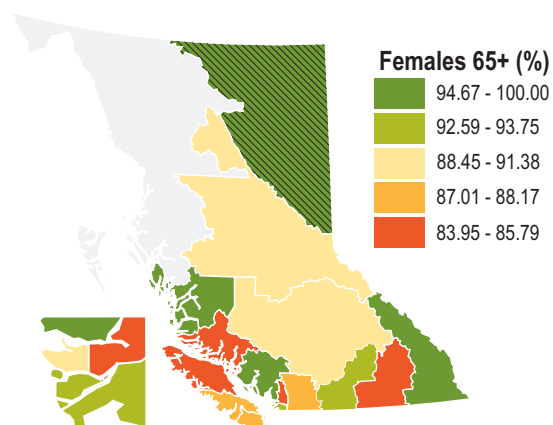 Females 65+ (%)
94.67 - 100.00
92.59 - 93.75
88.45 - 91.38
87.01 - 88.17
83.95 - 85.79